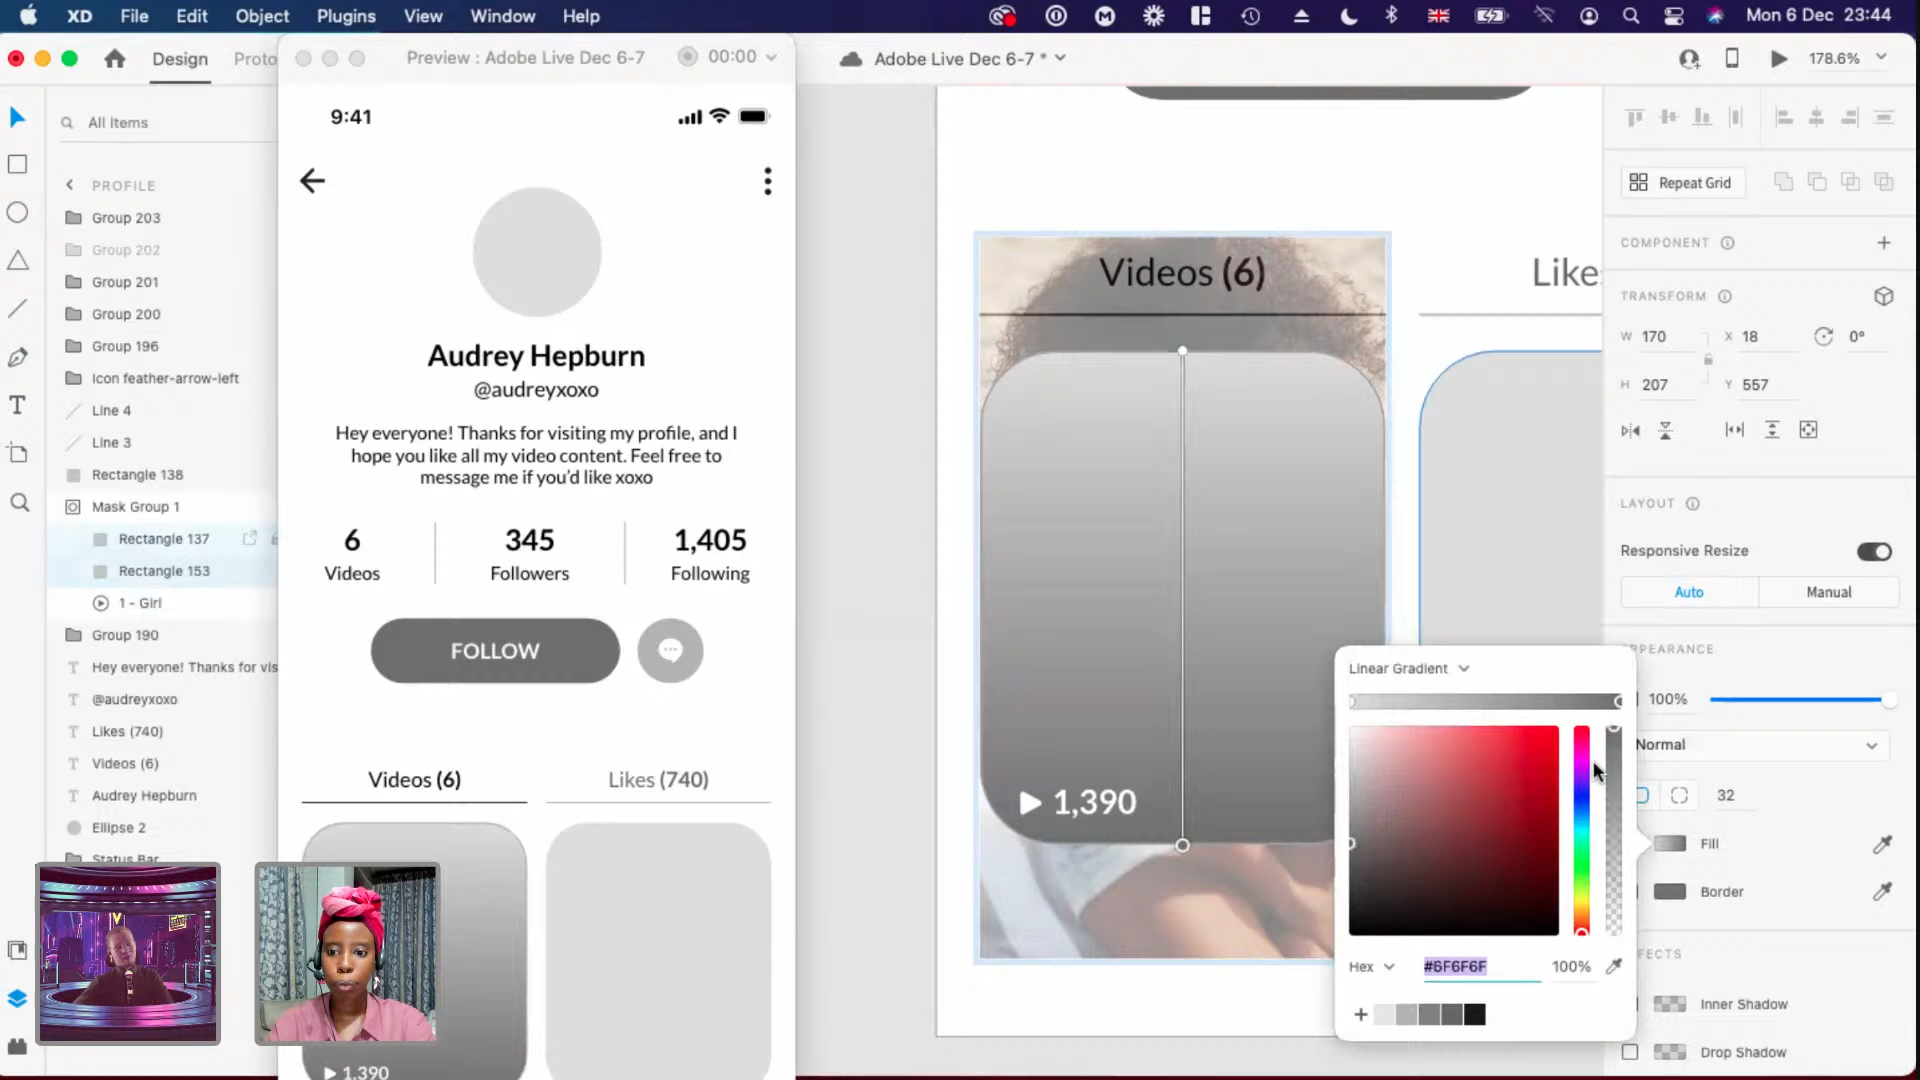 XD File Edit Object Plugins View Window Help
Mon 6 Dec 23:44
Design Proto
Preview : Adobe Live Dec 6-7
00:00
Adobe Live Dec 6-7 *
178.6%
All Items
PROFILE
Group 203
Group 202
Group 201
Group 200
Group 196
Icon feather-arrow-left
Line 4
Line 3
Rectangle 138
Mask Group 1
Rectangle 137
Rectangle 153
1 - Girl
Group 190
Hey everyone! Thanks for vis
@audreyxoxo
Likes (740)
Videos (6)
Audrey Hepburn
Ellipse 2
Status Bar
9:41
Audrey Hepburn
@audreyxoxo
Hey everyone! Thanks for visiting my profile, and I
hope you like all my video content. Feel free to
message me if you'd like xoxo
6 345 1,405
Videos Followers Following
FOLLOW
Videos (6) Likes (740)
1,390
Videos (6)
Likes
1,390
Repeat Grid
COMPONENT
TRANSFORM
W 170 X 18 0°
H 207 Y 557
LAYOUT
Responsive Resize
Auto Manual
PPEARANCE
100%
Normal
32
Fill
Border
FECTS
Inner Shadow
Drop Shadow
Linear Gradient
Hex #6F6F6F 100%